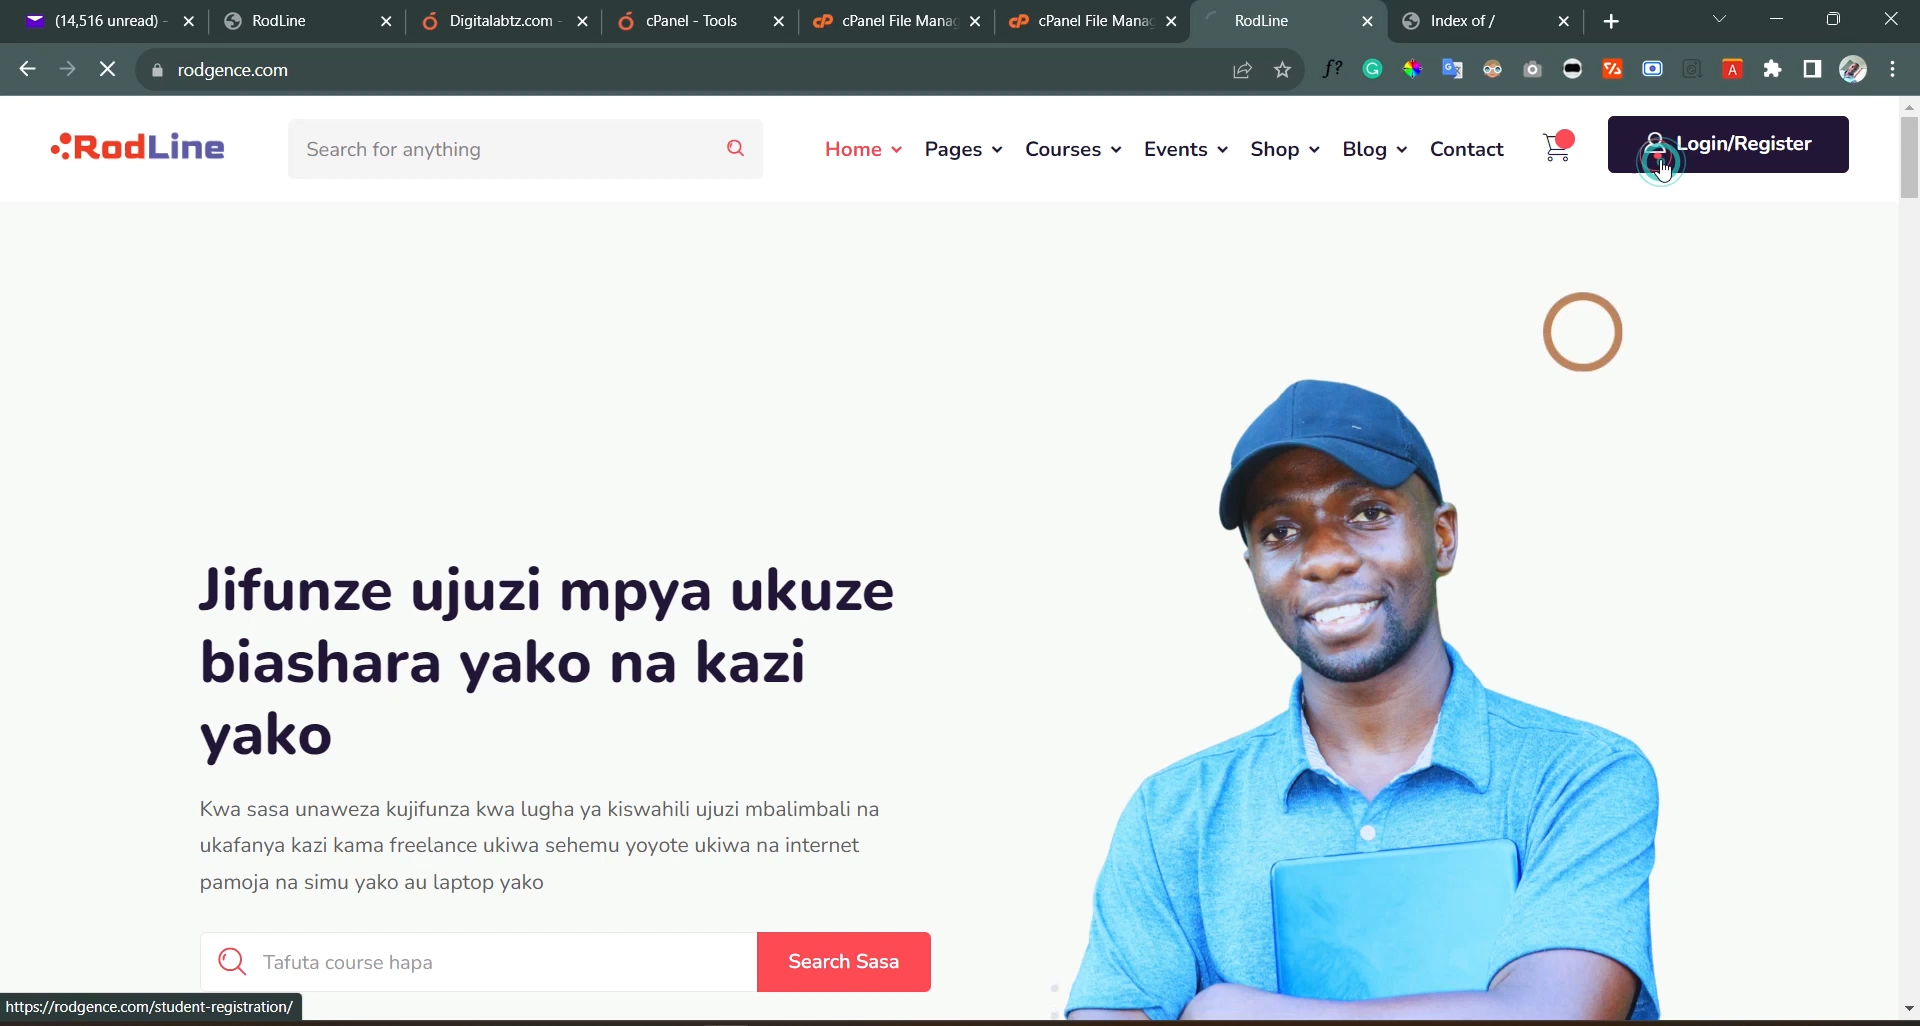 (14,516 unread) -
RodLine
Digitalabtz.com -
cPanel - Tools
cPanel File Manag
cPanel File Manag
RodLine
Index of /
rodgence.com
RodLine
Search for anything
Home
Pages
Courses
Events
Shop
Blog
Contact
Login/Register
Jifunze ujuzi mpya ukuze
biashara yako na kazi
yako
Kwa sasa unaweza kujifunza kwa lugha ya kiswahili ujuzi mbalimbali na
ukafanya kazi kama freelance ukiwa sehemu yoyote ukiwa na internet
pamoja na simu yako au laptop yako
Tafuta course hapa
Search Sasa
https://rodgence.com/student-registration/